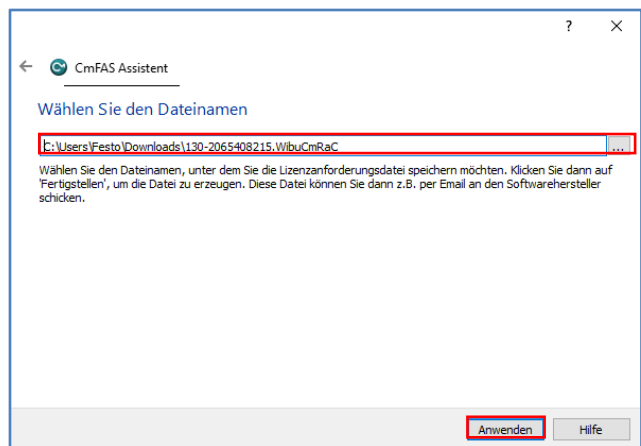 ?
CmFAS Assistent
Wählen Sie den Dateinamen
C:\Users\Festo\Downloads\130-2065408215.WibuCmRaC
...
Wählen Sie den Dateinamen, unter dem Sie die Lizenzanforderungsdatei speichern möchten. Klicken Sie dann auf
'Fertigstellen', um die Datei zu erzeugen. Diese Datei können Sie dann z.B. per Email an den Softwarehersteller
schicken.
Anwenden
Hilfe